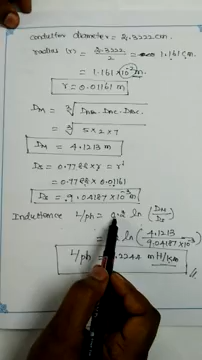 conductor diameter = 2.3222 cm.
radius (r) = 2.3222 / 2 = 1.161 cm.
= 1.161 × 10⁻² m.
r = 0.01161 m
DM = ∛ DAB. DBC. DAC.
= ∛ 5 × 2 × 7
DM = 4.1213 m
Ds = 0.7788 × r = r'
= 0.7788 × 0.01161
Ds = 9.04187 × 10⁻³ m
Inductance L/ph = 0.2 ln (DM / Ds)
ln (4.1213 / 9.04187 × 10⁻³)
L/ph = 1.2244 mH/km